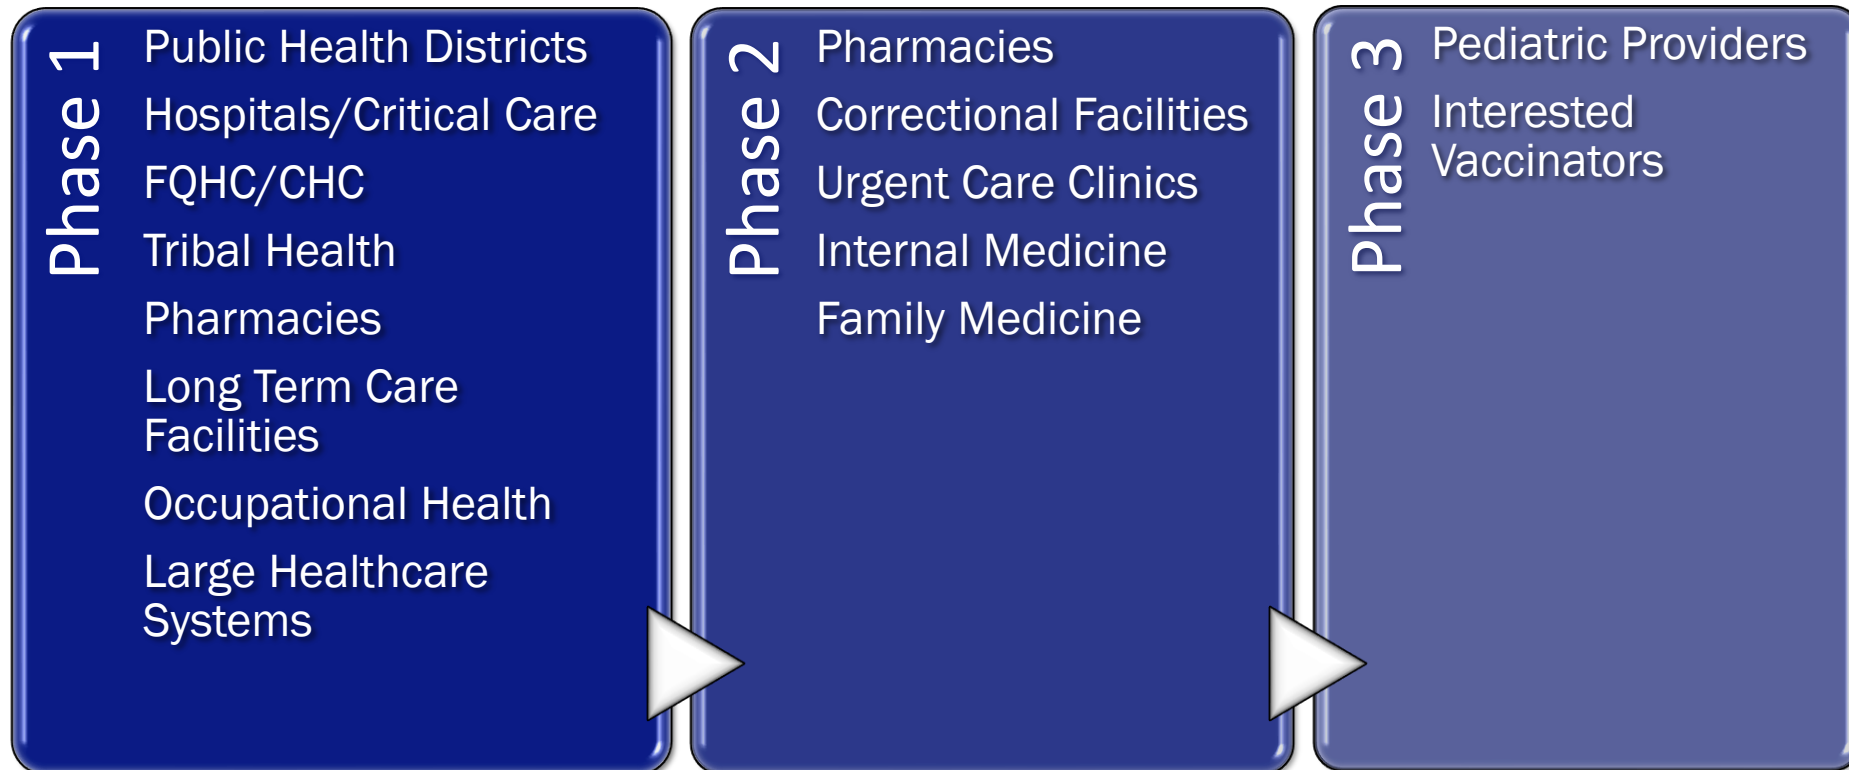 Phase 1
Public Health Districts
Hospitals/Critical Care
FQHC/CHC
Tribal Health
Pharmacies
Long Term Care
Facilities
Occupational Health
Large Healthcare
Systems
Phase 2
Pharmacies
Correctional Facilities
Urgent Care Clinics
Internal Medicine
Family Medicine
Phase 3
Pediatric Providers
Interested
Vaccinators